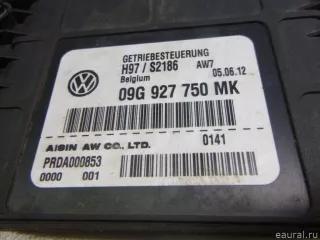 GETRIEBESTEUERUNG
H97 / S2186 AW7
Belgium 05.06.12
09G 927 750 MK
0141
AISIN AW CO., LTD.
PRDA000853
0000 001
© eaural.ru